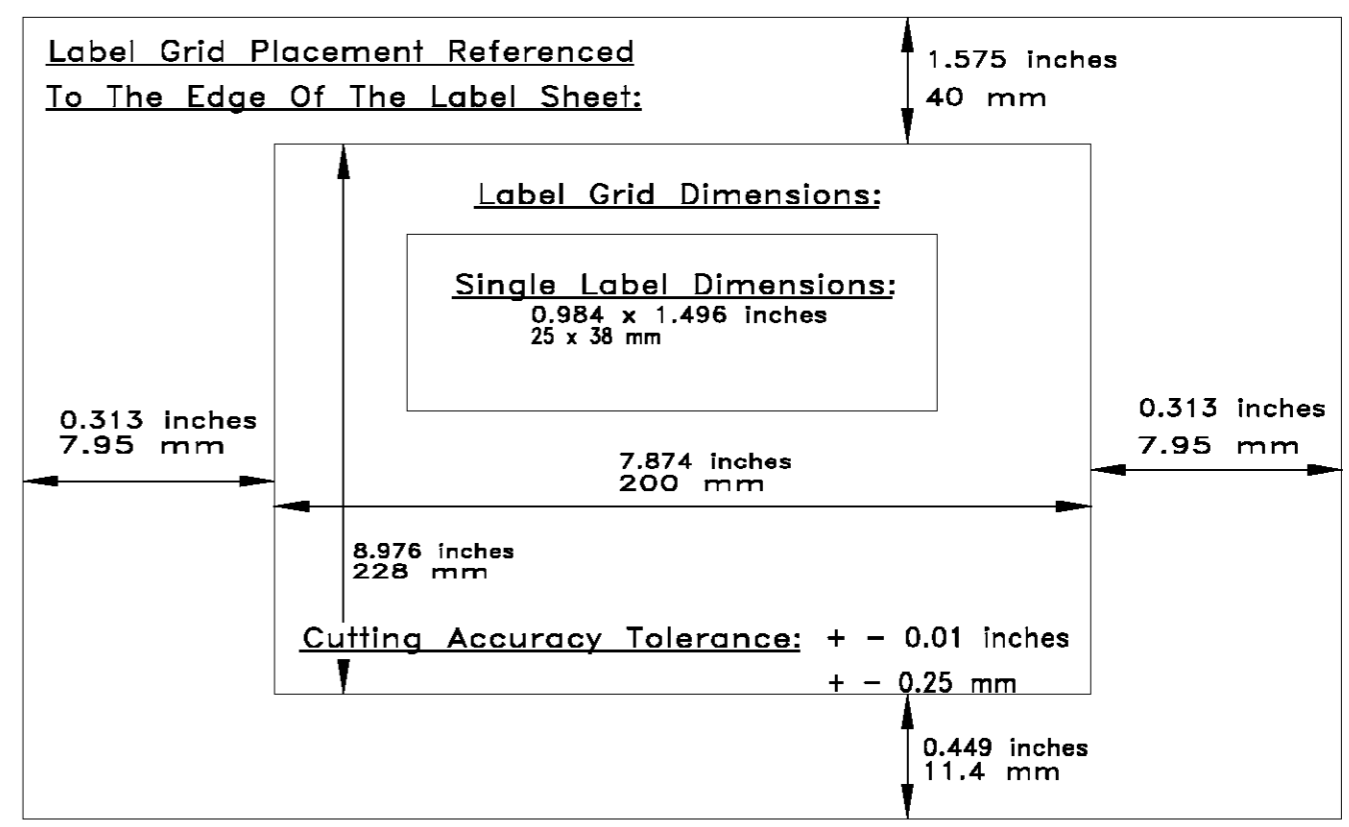 Label Grid Placement Referenced
To The Edge Of The Label Sheet:
1.575 inches
40 mm
Label Grid Dimensions:
Single Label Dimensions:
0.984 x 1.496 inches
25 x 38 mm
0.313 inches
7.95 mm
0.313 inches
7.95 mm
7.874 inches
200 mm
8.976 inches
228 mm
Cutting Accuracy Tolerance: + - 0.01 inches
+ - 0.25 mm
0.449 inches
11.4 mm